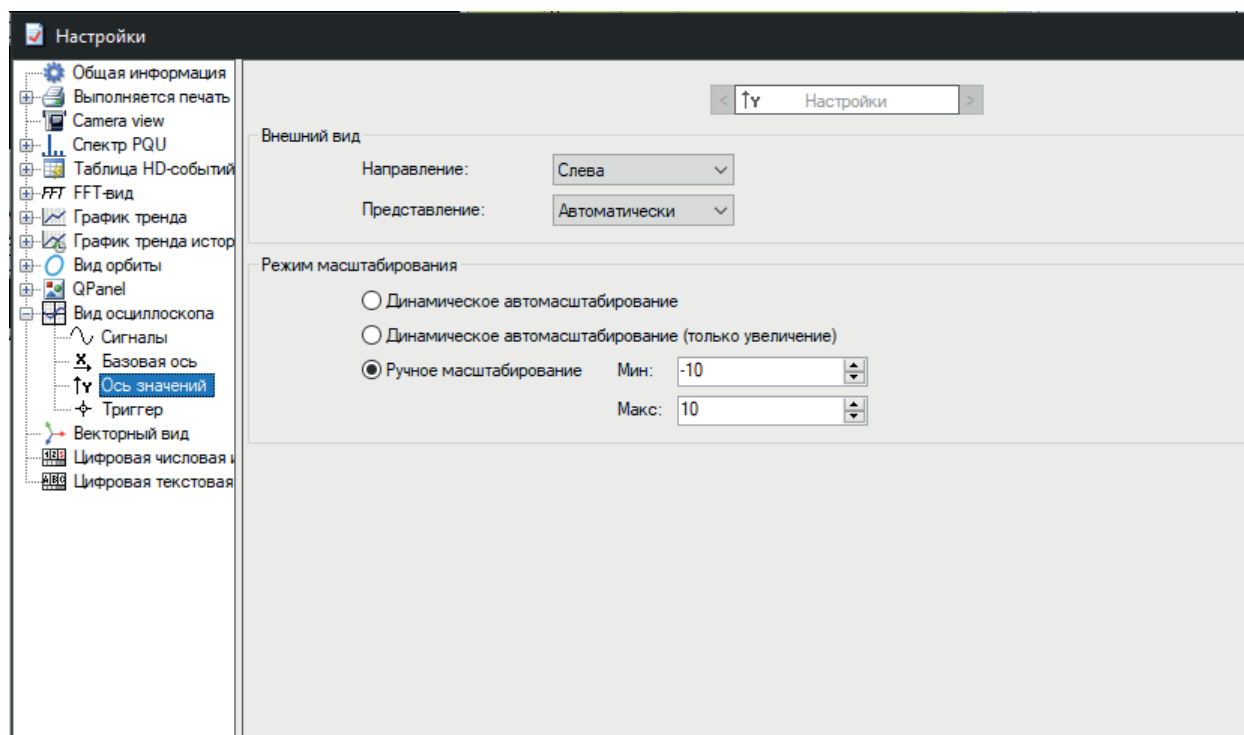 Настройки
Общая информация
Выполняется печать
Camera view
Спектр PQU
Таблица HD-событий
FFT FFT-вид
График тренда
График тренда истор
Вид орбиты
QPanel
Вид осциллоскопа
Сигналы
X Базовая ось
Y Ось значений
Триггер
Векторный вид
Цифровая числовая и
ABC Цифровая текстовая
< Y Настройки >
Внешний вид
Направление: Слева
Представление: Автоматически
Режим масштабирования
Динамическое автомасштабирование
Динамическое автомасштабирование (только увеличение)
Ручное масштабирование Мин: -10
Макс: 10